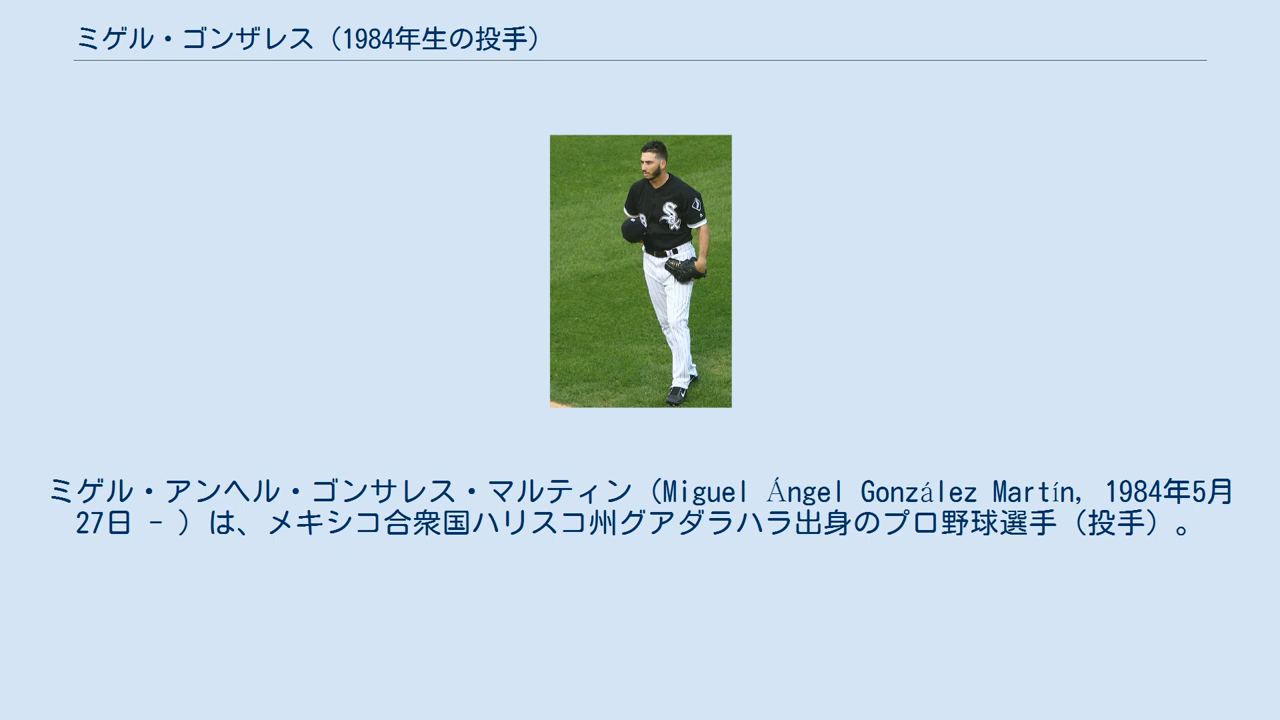 ミゲル・ゴンザレス（1984年生の投手）
ミゲル・アンヘル・ゴンサレス・マルティン（Miguel Ángel González Martín, 1984年5月
27日 - ）は、メキシコ合衆国ハリスコ州グアダラハラ出身のプロ野球選手（投手）。